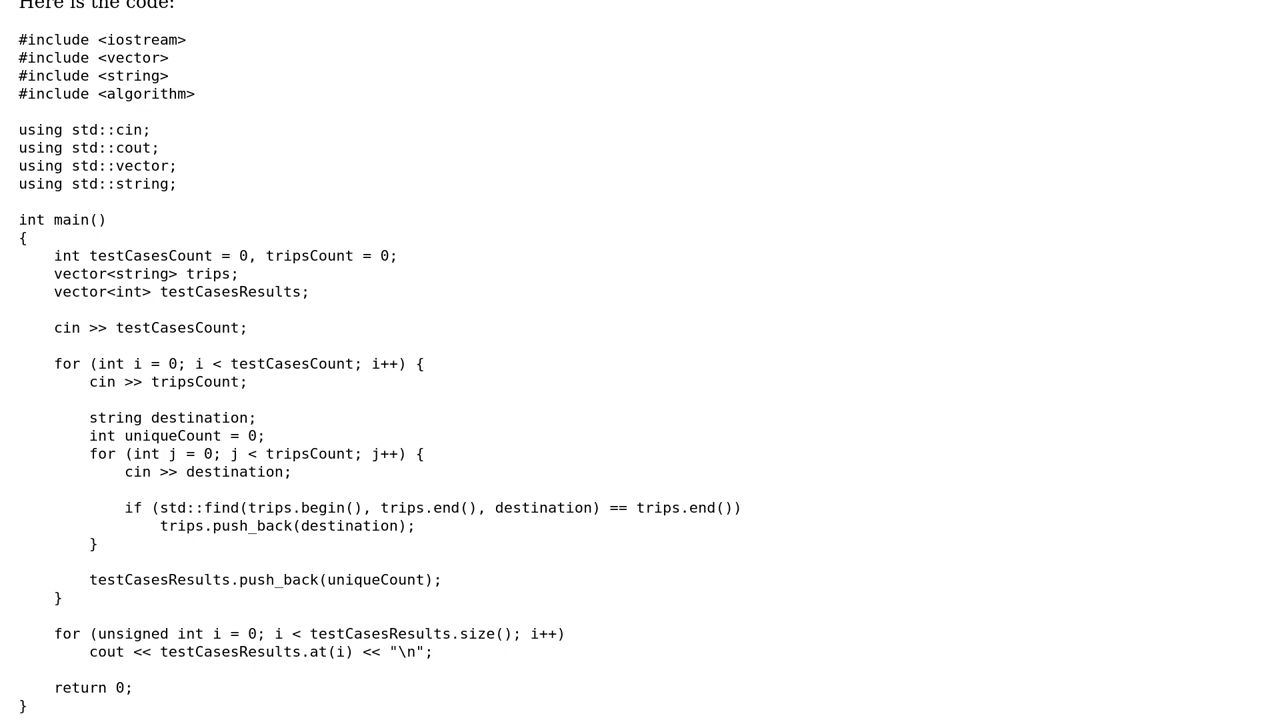 Here is the code:
#include <iostream>
#include <vector>
#include <string>
#include <algorithm>
using std::cin;
using std::cout;
using std::vector;
using std::string;
int main()
{
    int testCasesCount = 0, tripsCount = 0;
    vector<string> trips;
    vector<int> testCasesResults;
    cin >> testCasesCount;
    for (int i = 0; i < testCasesCount; i++) {
        cin >> tripsCount;
        string destination;
        int uniqueCount = 0;
        for (int j = 0; j < tripsCount; j++) {
            cin >> destination;
            if (std::find(trips.begin(), trips.end(), destination) == trips.end())
                trips.push_back(destination);
        }
        testCasesResults.push_back(uniqueCount);
    }
    for (unsigned int i = 0; i < testCasesResults.size(); i++)
        cout << testCasesResults.at(i) << "\n";
    return 0;
}